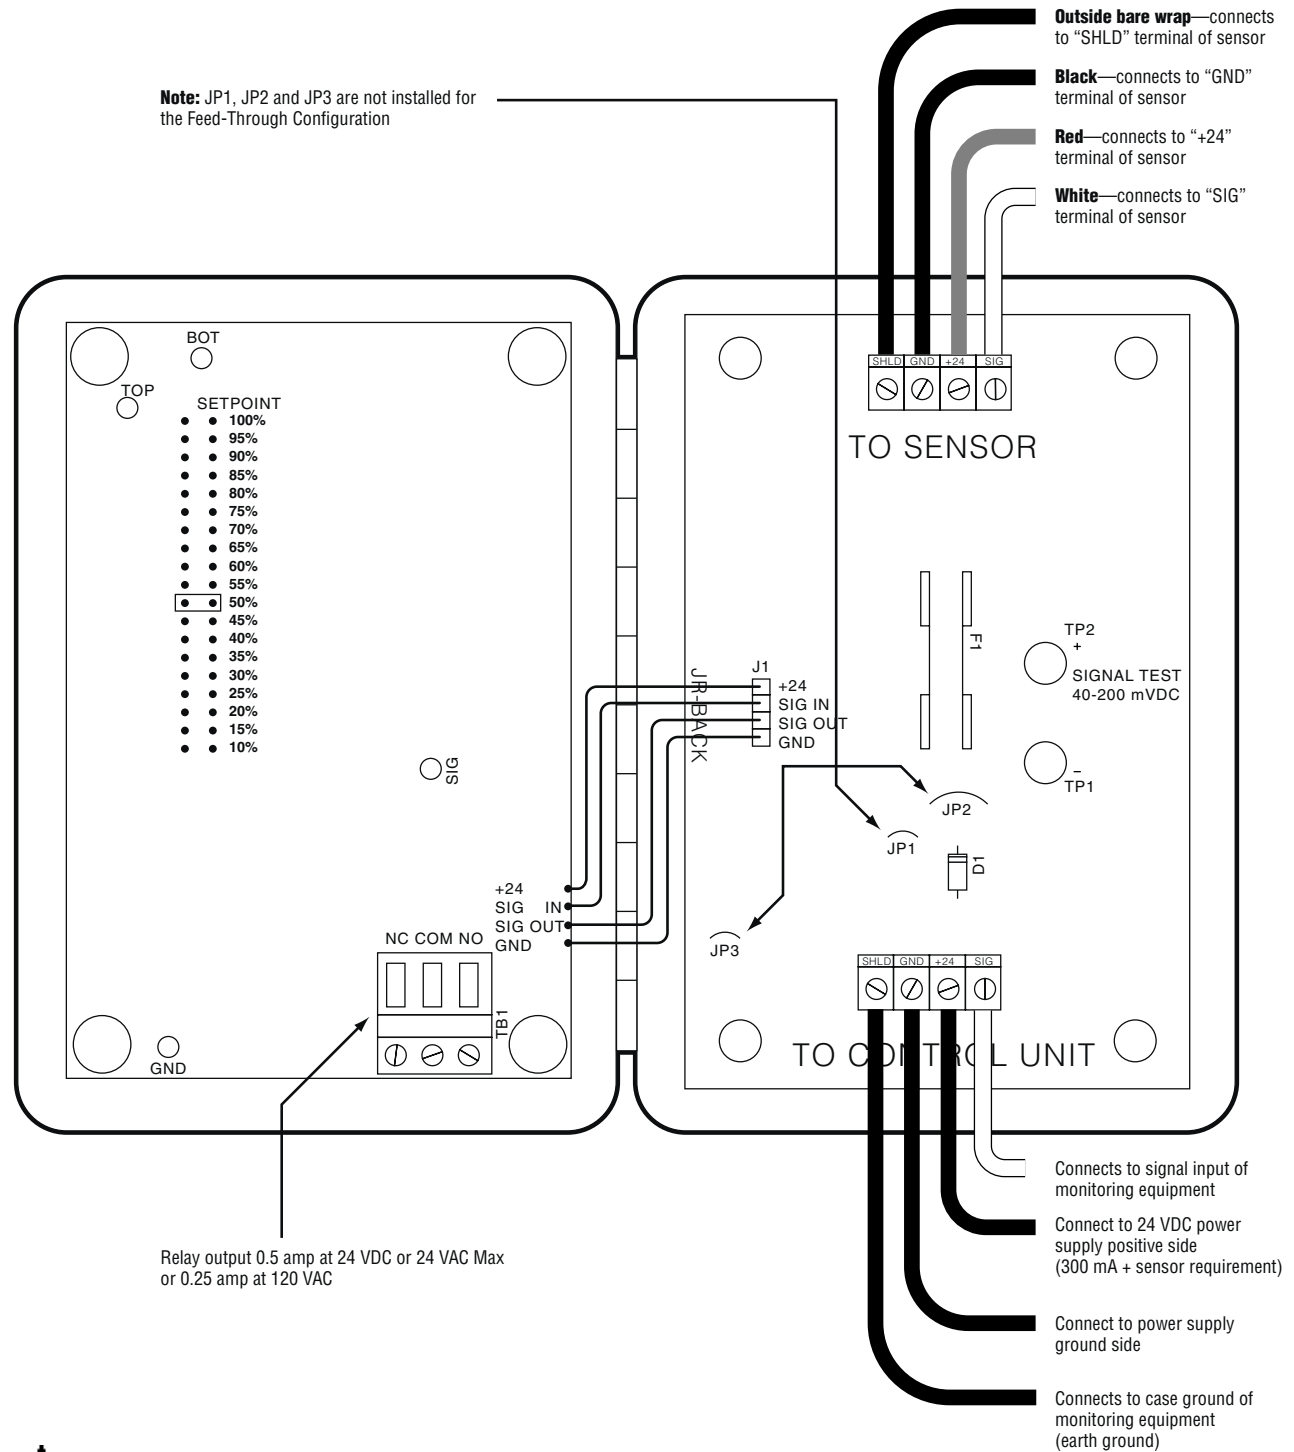 Outside bare wrap—connects
to “SHLD” terminal of sensor
Black—connects to “GND”
terminal of sensor
Red—connects to “+24”
terminal of sensor
White—connects to “SIG”
terminal of sensor
Note: JP1, JP2 and JP3 are not installed for
the Feed-Through Configuration
BOT
TOP
SETPOINT
100%
95%
90%
85%
80%
75%
70%
65%
60%
55%
50%
45%
40%
35%
30%
25%
20%
15%
10%
SIG
+24
SIG IN
SIG OUT
GND
NC COM NO
TB1
GND
SHLD GND +24 SIG
TO SENSOR
F1
TP2
+
SIGNAL TEST
40-200 mVDC
–
TP1
JR-BACK
J1
+24
SIG IN
SIG OUT
GND
JP2
JP1
D1
JP3
SHLD GND +24 SIG
TO CONTROL UNIT
Relay output 0.5 amp at 24 VDC or 24 VAC Max
or 0.25 amp at 120 VAC
Connects to signal input of
monitoring equipment
Connect to 24 VDC power
supply positive side
(300 mA + sensor requirement)
Connect to power supply
ground side
Connects to case ground of
monitoring equipment
(earth ground)